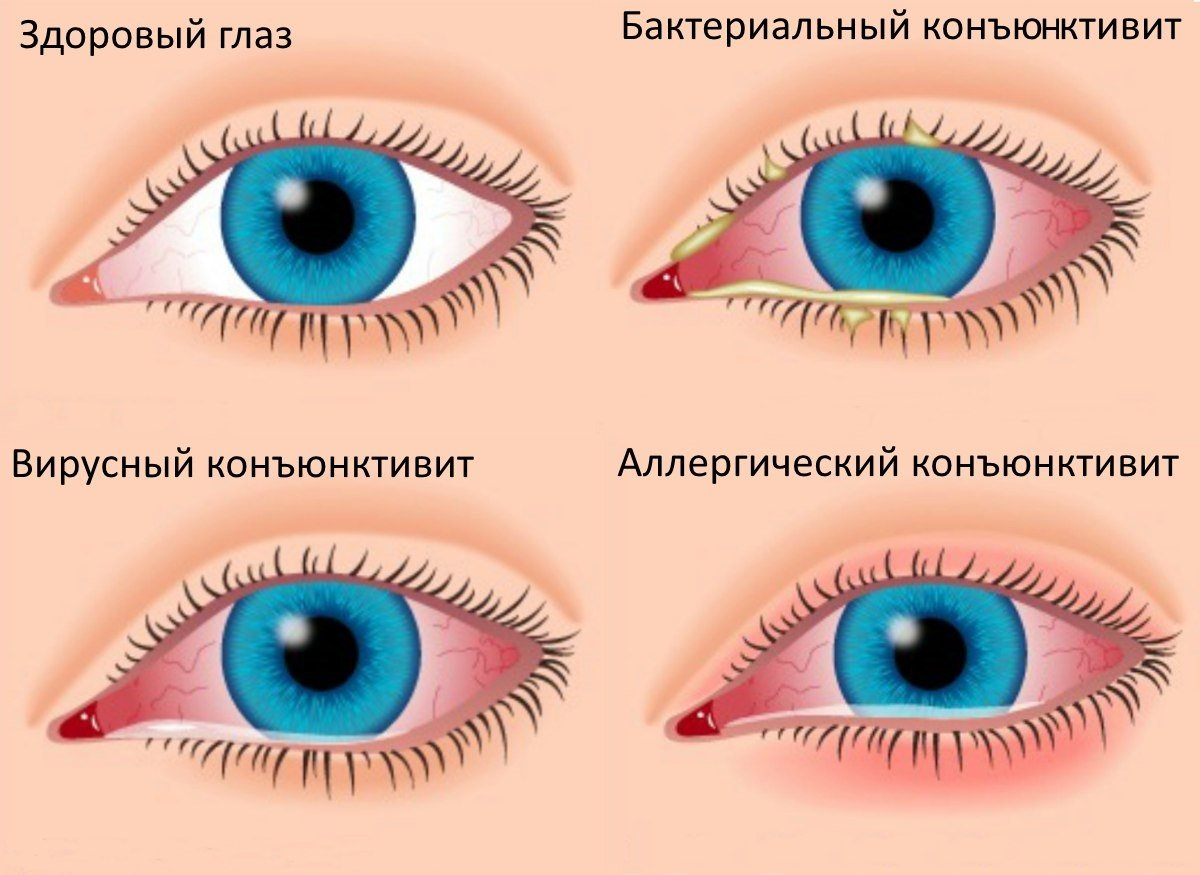 Здоровый глаз
Бактериальный конъюнктивит
Вирусный конъюнктивит
Аллергический конъюнктивит